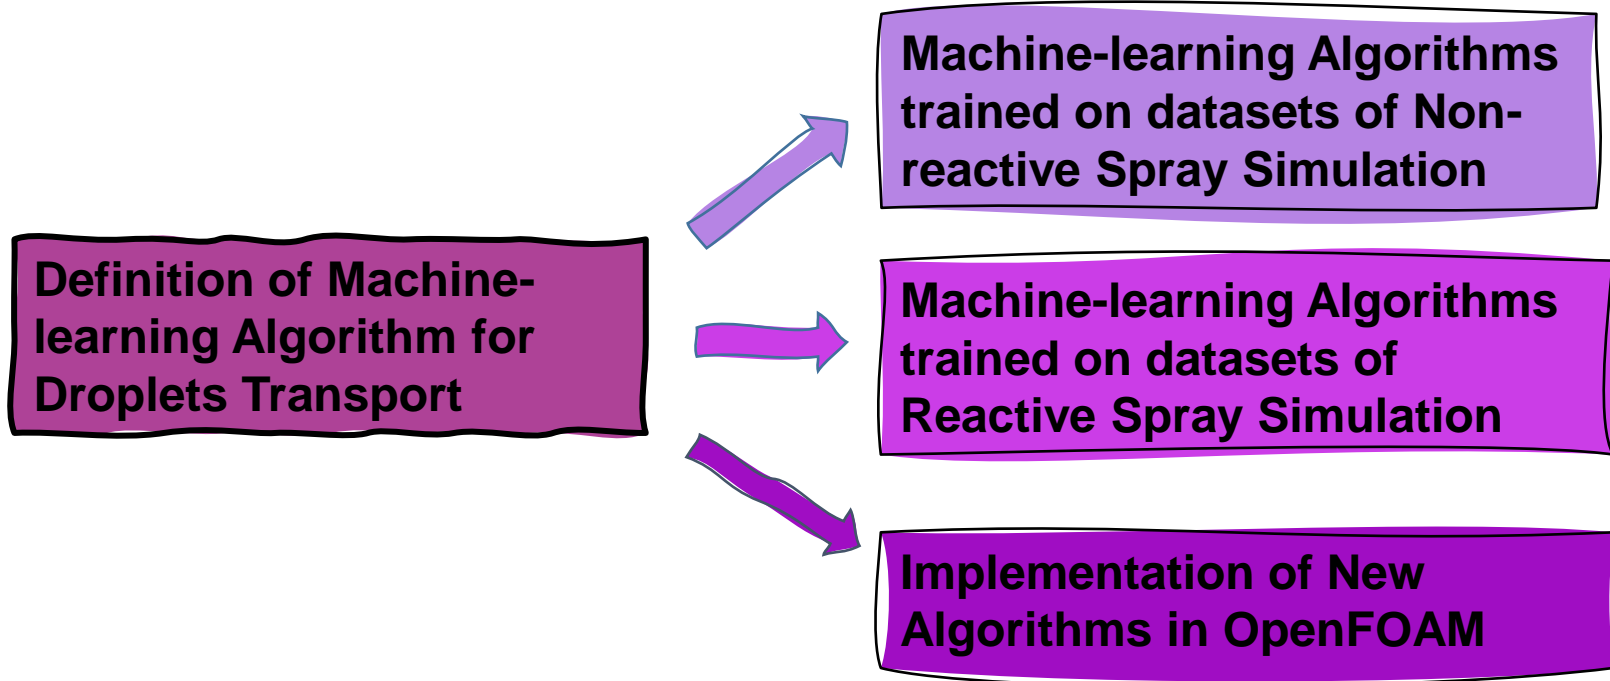 Definition of Machine-
learning Algorithm for
Droplets Transport
Machine-learning Algorithms
trained on datasets of Non-
reactive Spray Simulation
Machine-learning Algorithms
trained on datasets of
Reactive Spray Simulation
Implementation of New
Algorithms in OpenFOAM